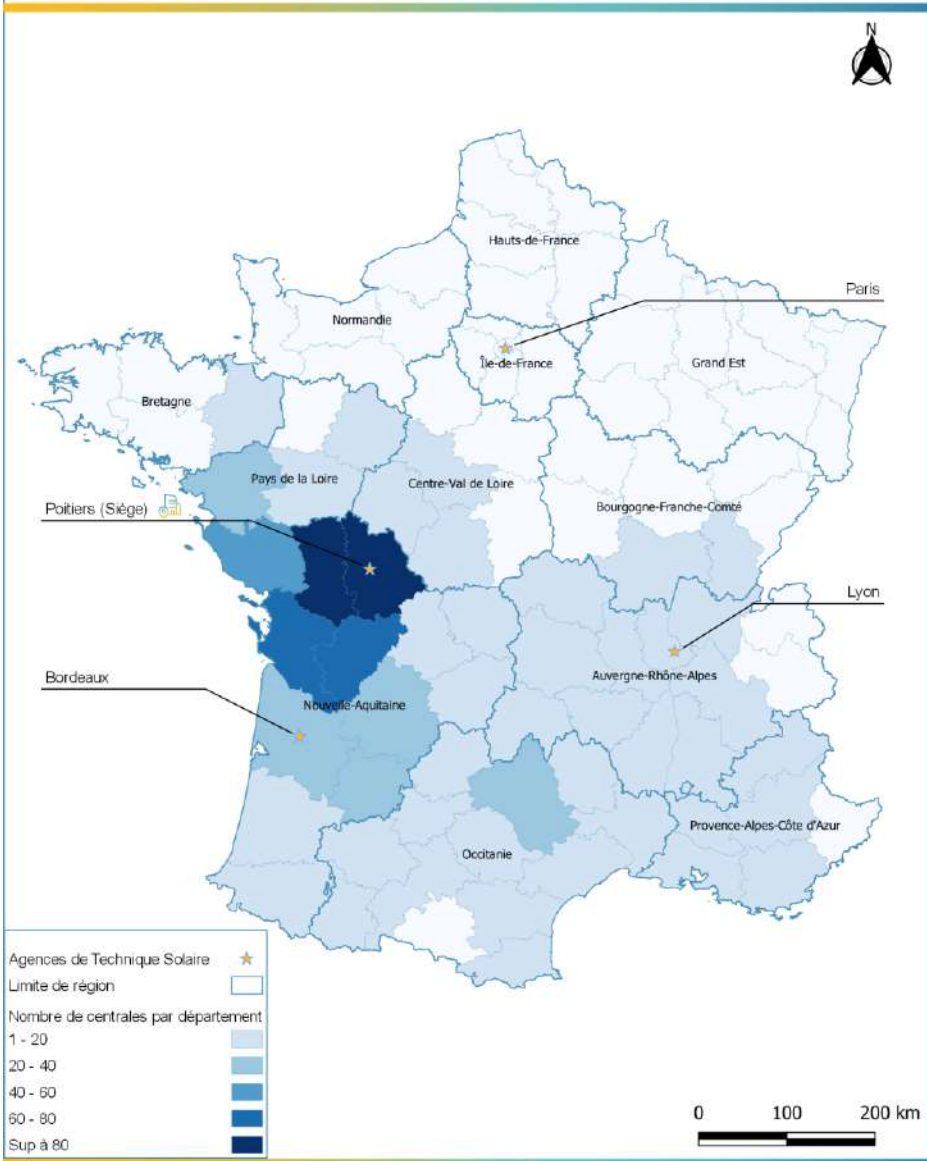 N
Hauts-de-France
Paris
Normandie
Île-de-France
Grand Est
Bretagne
Pays de la Loire
Centre-Val de Loire
Bourgogne-Franche-Comté
Poitiers (Siège)
Lyon
Auvergne-Rhône-Alpes
Bordeaux
Nouvelle-Aquitaine
Provence-Alpes-Côte d'Azur
Occitanie
Agences de Technique Solaire
Limite de région
Nombre de centrales par département
1 - 20
20 - 40
40 - 60
60 - 80
Sup à 80
0 100 200 km